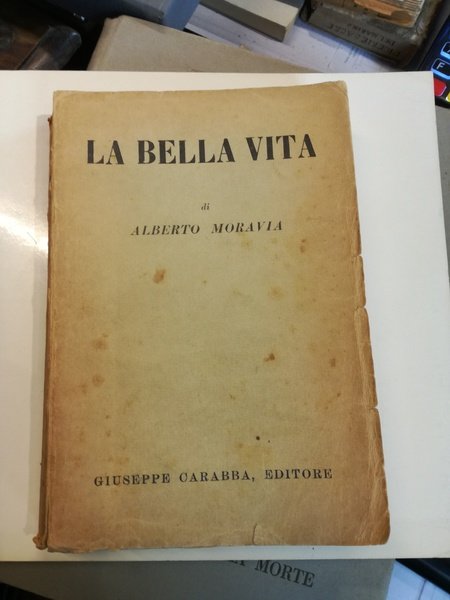 LA BELLA VITA
di
ALBERTO MORAVIA
GIUSEPPE CARABBA, EDITORE
MORTE